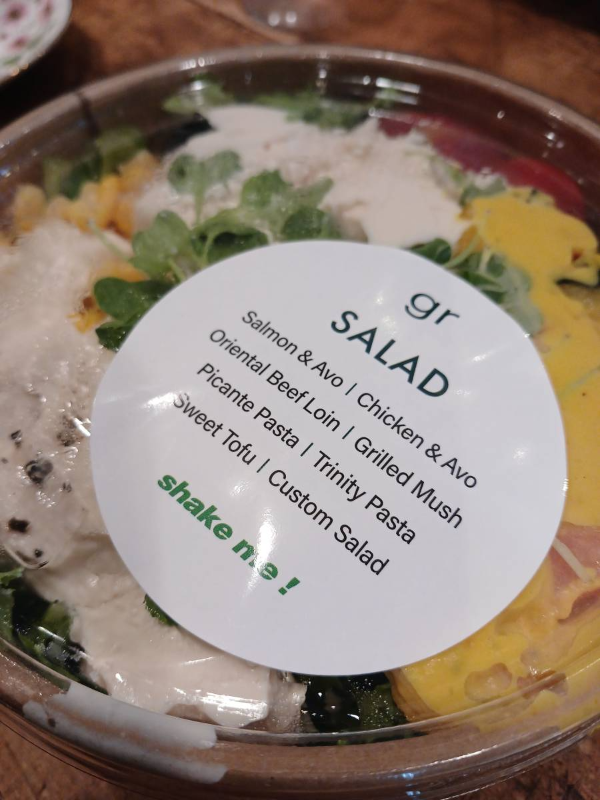 gr
SALAD
Salmon & Avo | Chicken & Avo
Oriental Beef Loin | Grilled Mush
Picante Pasta | Trinity Pasta
Sweet Tofu | Custom Salad
shake me !